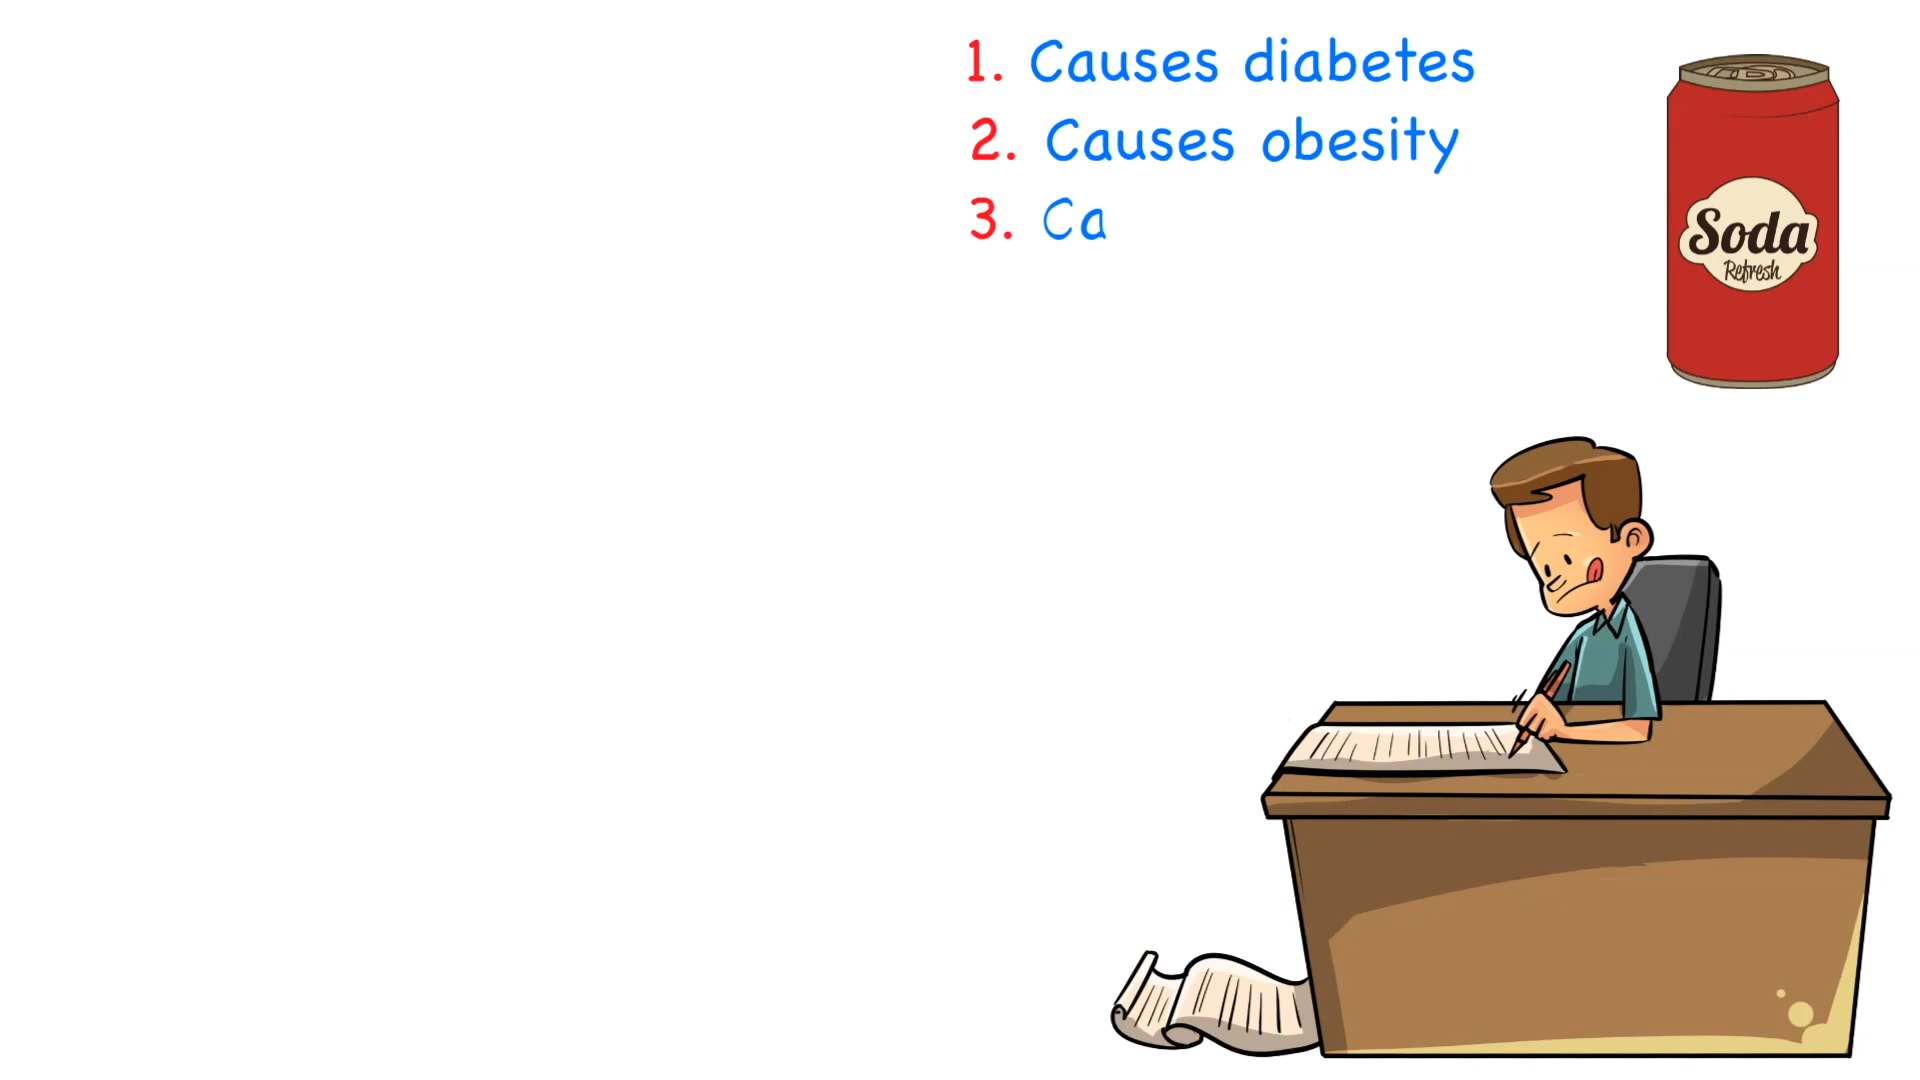 1. Causes diabetes
2. Causes obesity
3. Ca
Soda
Refresh